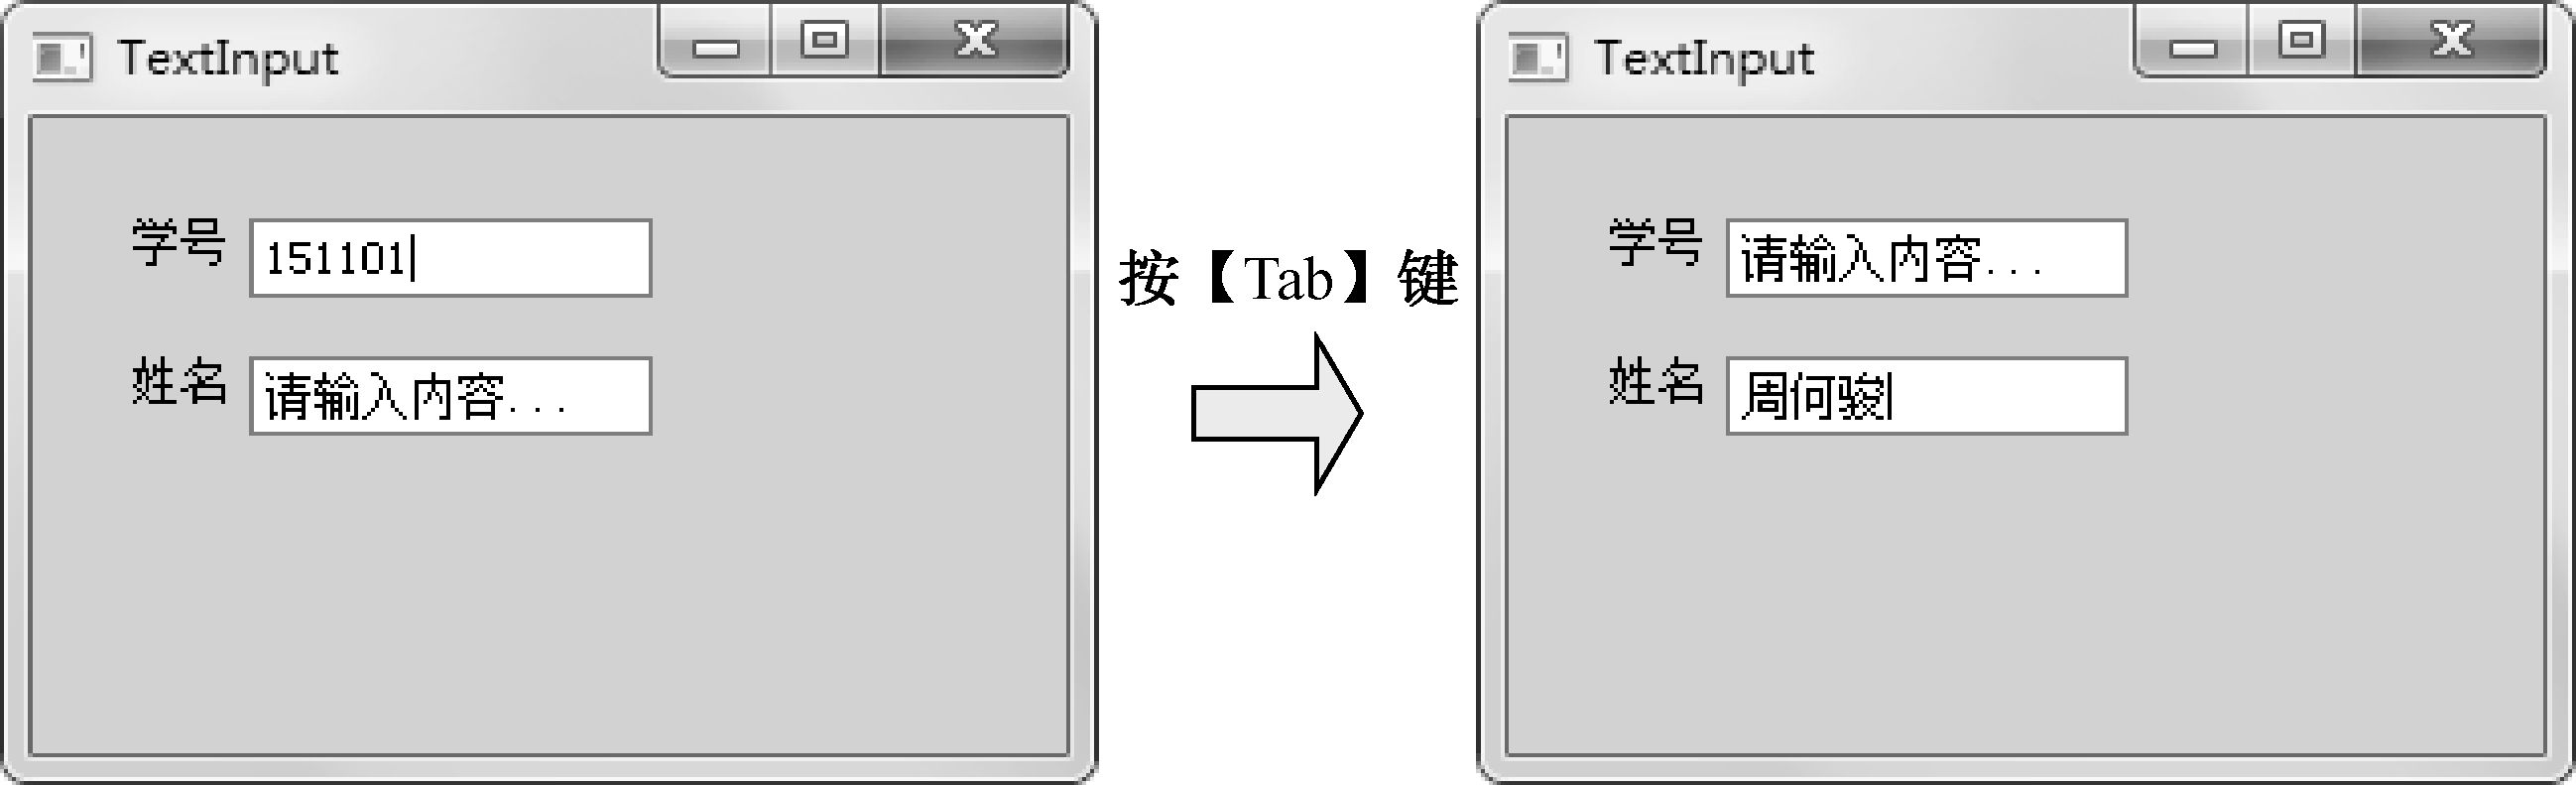 TextInput
学号 151101
姓名 请输入内容...
按【Tab】键
TextInput
学号 请输入内容...
姓名 周何骏